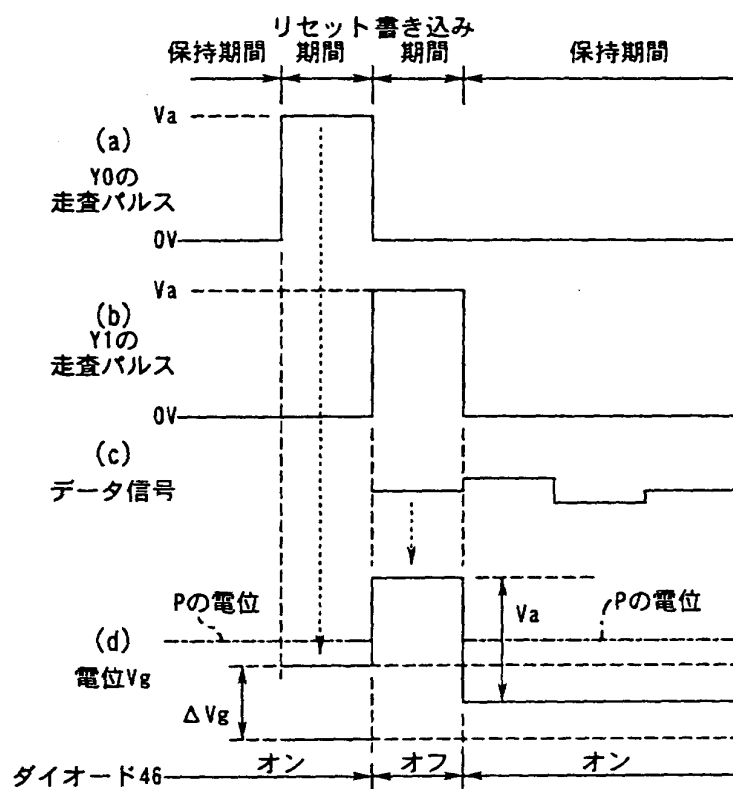 リセット 書き込み
保持期間 期間 期間 保持期間
Va
(a)
Y0の
走査パルス
0V
Va
(b)
Y1の
走査パルス
0V
(c)
データ信号
Pの電位
Va
Pの電位
(d)
電位Vg
ΔVg
ダイオード46 オン オフ オン